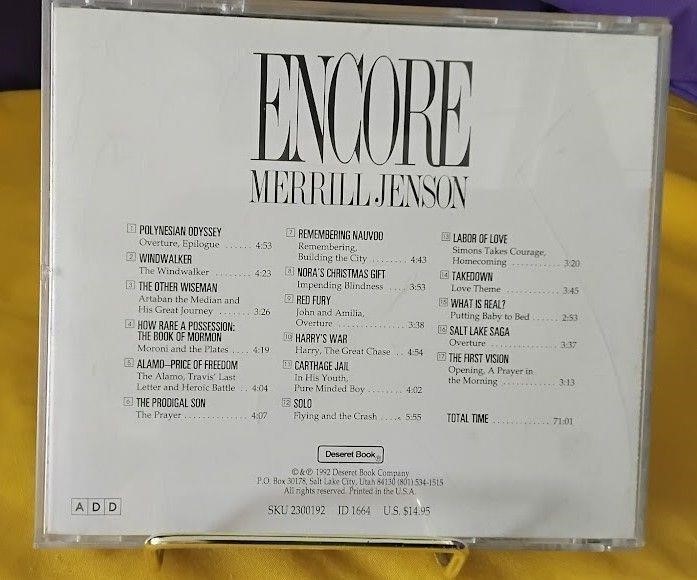 ENCORE
MERRILL JENSON
1 POLYNESIAN ODYSSEY
Overture, Epilogue ...... 4:53
2 WINDWALKER
The Windwalker ........ 4:23
3 THE OTHER WISEMAN
Artaban the Median and
His Great Journey ...... 3:26
4 HOW RARE A POSSESSION:
THE BOOK OF MORMON
Moroni and the Plates .... 4:19
5 ALAMO—PRICE OF FREEDOM
The Alamo, Travis' Last
Letter and Heroic Battle .. 4:04
6 THE PRODIGAL SON
The Prayer .............. 4:07
7 REMEMBERING NAUVOO
Remembering,
Building the City ......... 4:43
8 NORA'S CHRISTMAS GIFT
Impending Blindness .... 3:53
9 RED FURY
John and Amilia,
Overture ................ 3:38
10 HARRY'S WAR
Harry, The Great Chase .. 4:54
11 CARTHAGE JAIL
In His Youth,
Pure Minded Boy ........ 4:02
12 SOLO
Flying and the Crash ..... 5:55
13 LABOR OF LOVE
Simons Takes Courage,
Homecoming ............ 3:20
14 TAKEDOWN
Love Theme ............. 3:45
15 WHAT IS REAL?
Putting Baby to Bed ...... 2:53
16 SALT LAKE SAGA
Overture ................ 3:37
17 THE FIRST VISION
Opening, A Prayer in
the Morning ............. 3:13
TOTAL TIME ............. 71:01
Deseret Book®
© & ℗ 1992 Deseret Book Company
P.O. Box 30178, Salt Lake City, Utah 84130 (801) 534-1515
All rights reserved. Printed in the U.S.A.
ADD
SKU 2300192 ID 1664 U.S. $14.95